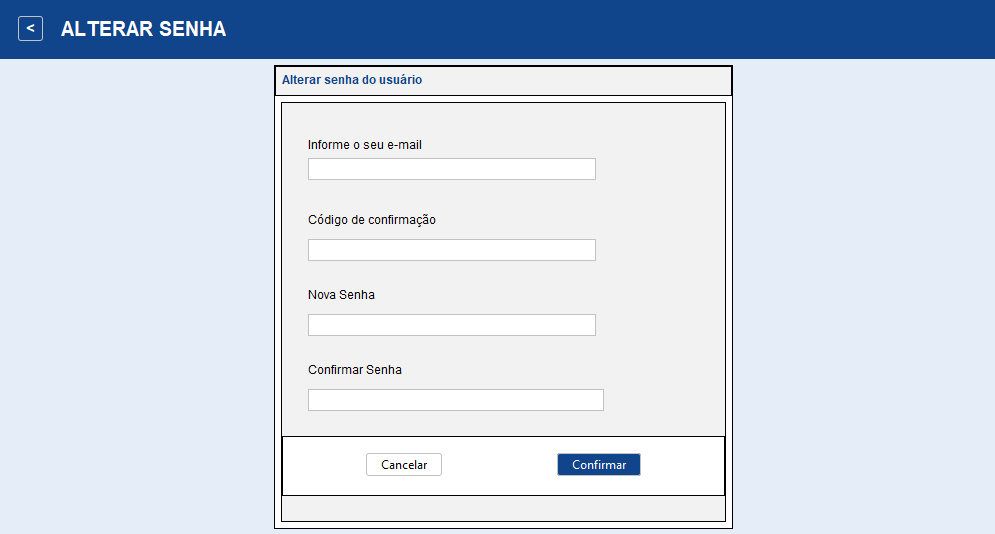 < ALTERAR SENHA
Alterar senha do usuário
Informe o seu e-mail
Código de confirmação
Nova Senha
Confirmar Senha
Cancelar Confirmar